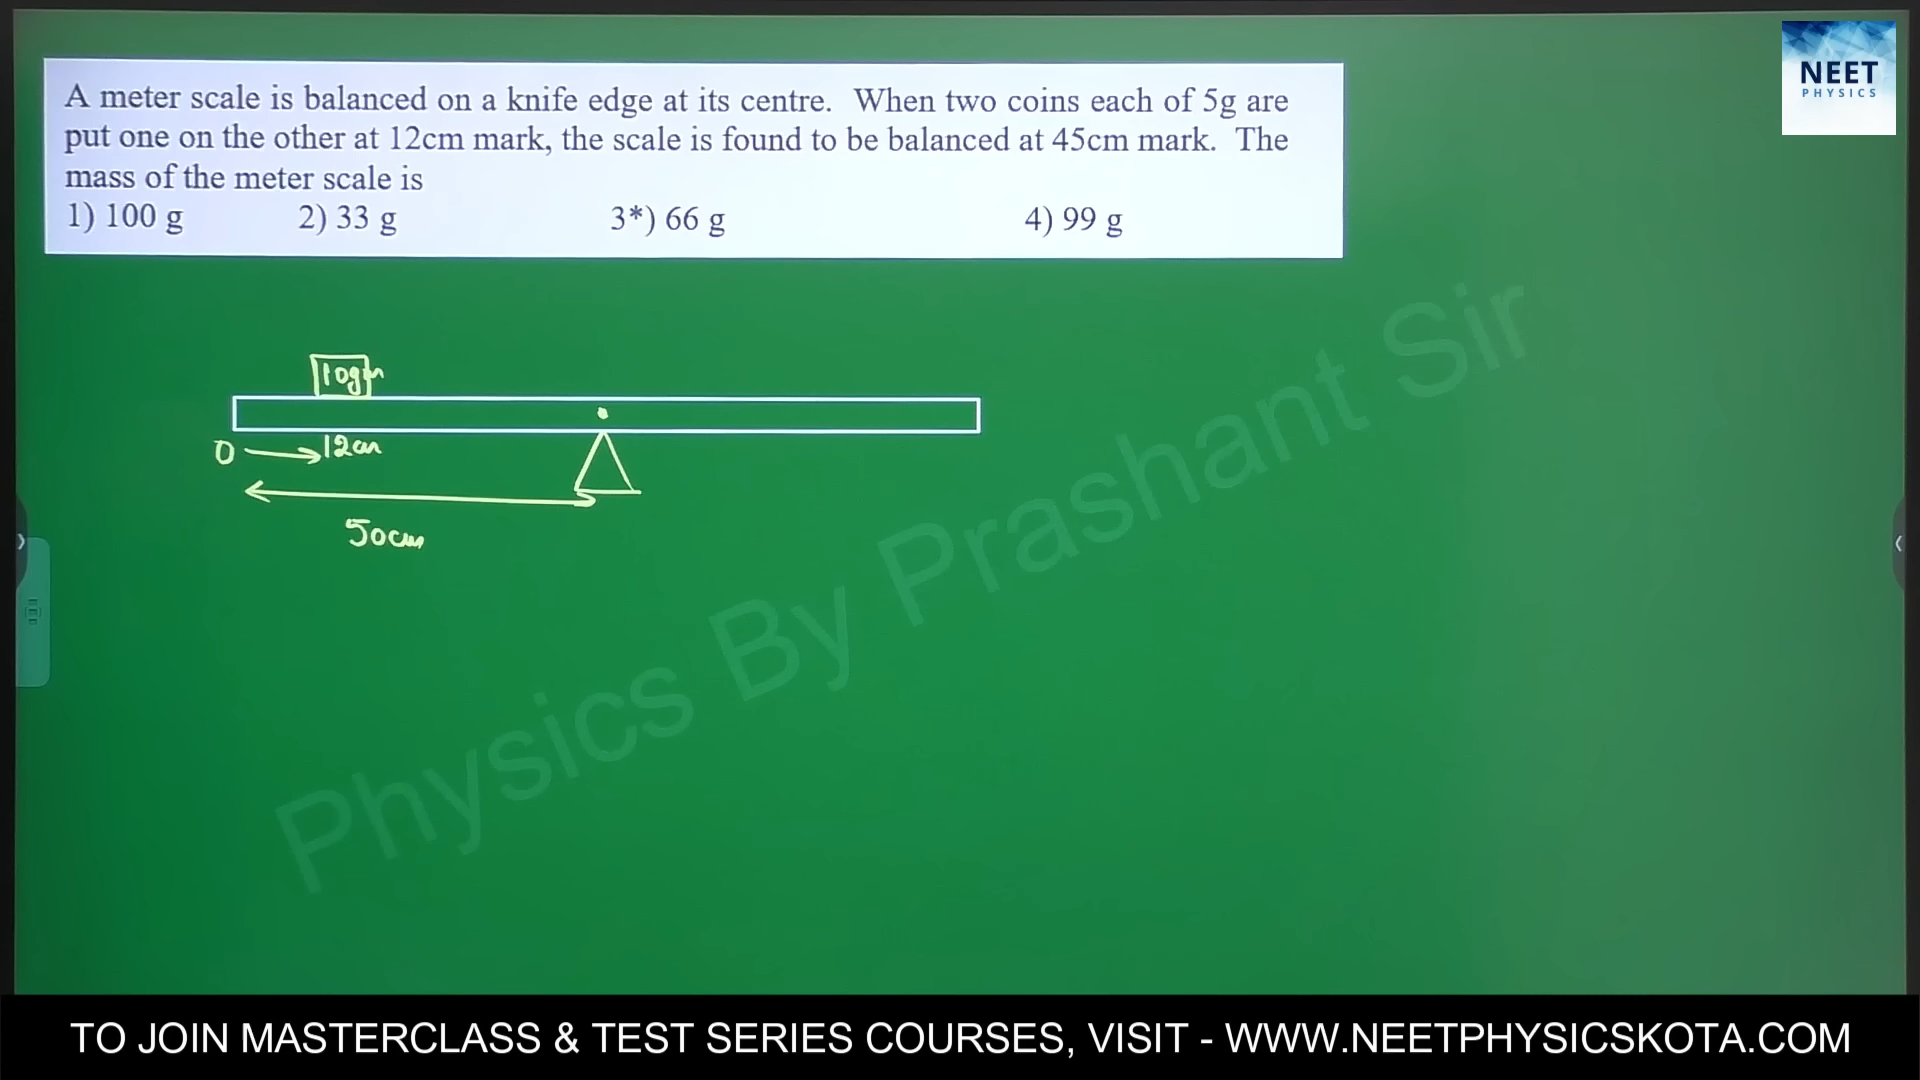 NEET
PHYSICS
A meter scale is balanced on a knife edge at its centre. When two coins each of 5g are
put one on the other at 12cm mark, the scale is found to be balanced at 45cm mark. The
mass of the meter scale is
1) 100 g 2) 33 g 3*) 66 g 4) 99 g
10gm
0 12cm
50cm
Physics By Prashant Sir
TO JOIN MASTERCLASS & TEST SERIES COURSES, VISIT - WWW.NEETPHYSICSKOTA.COM